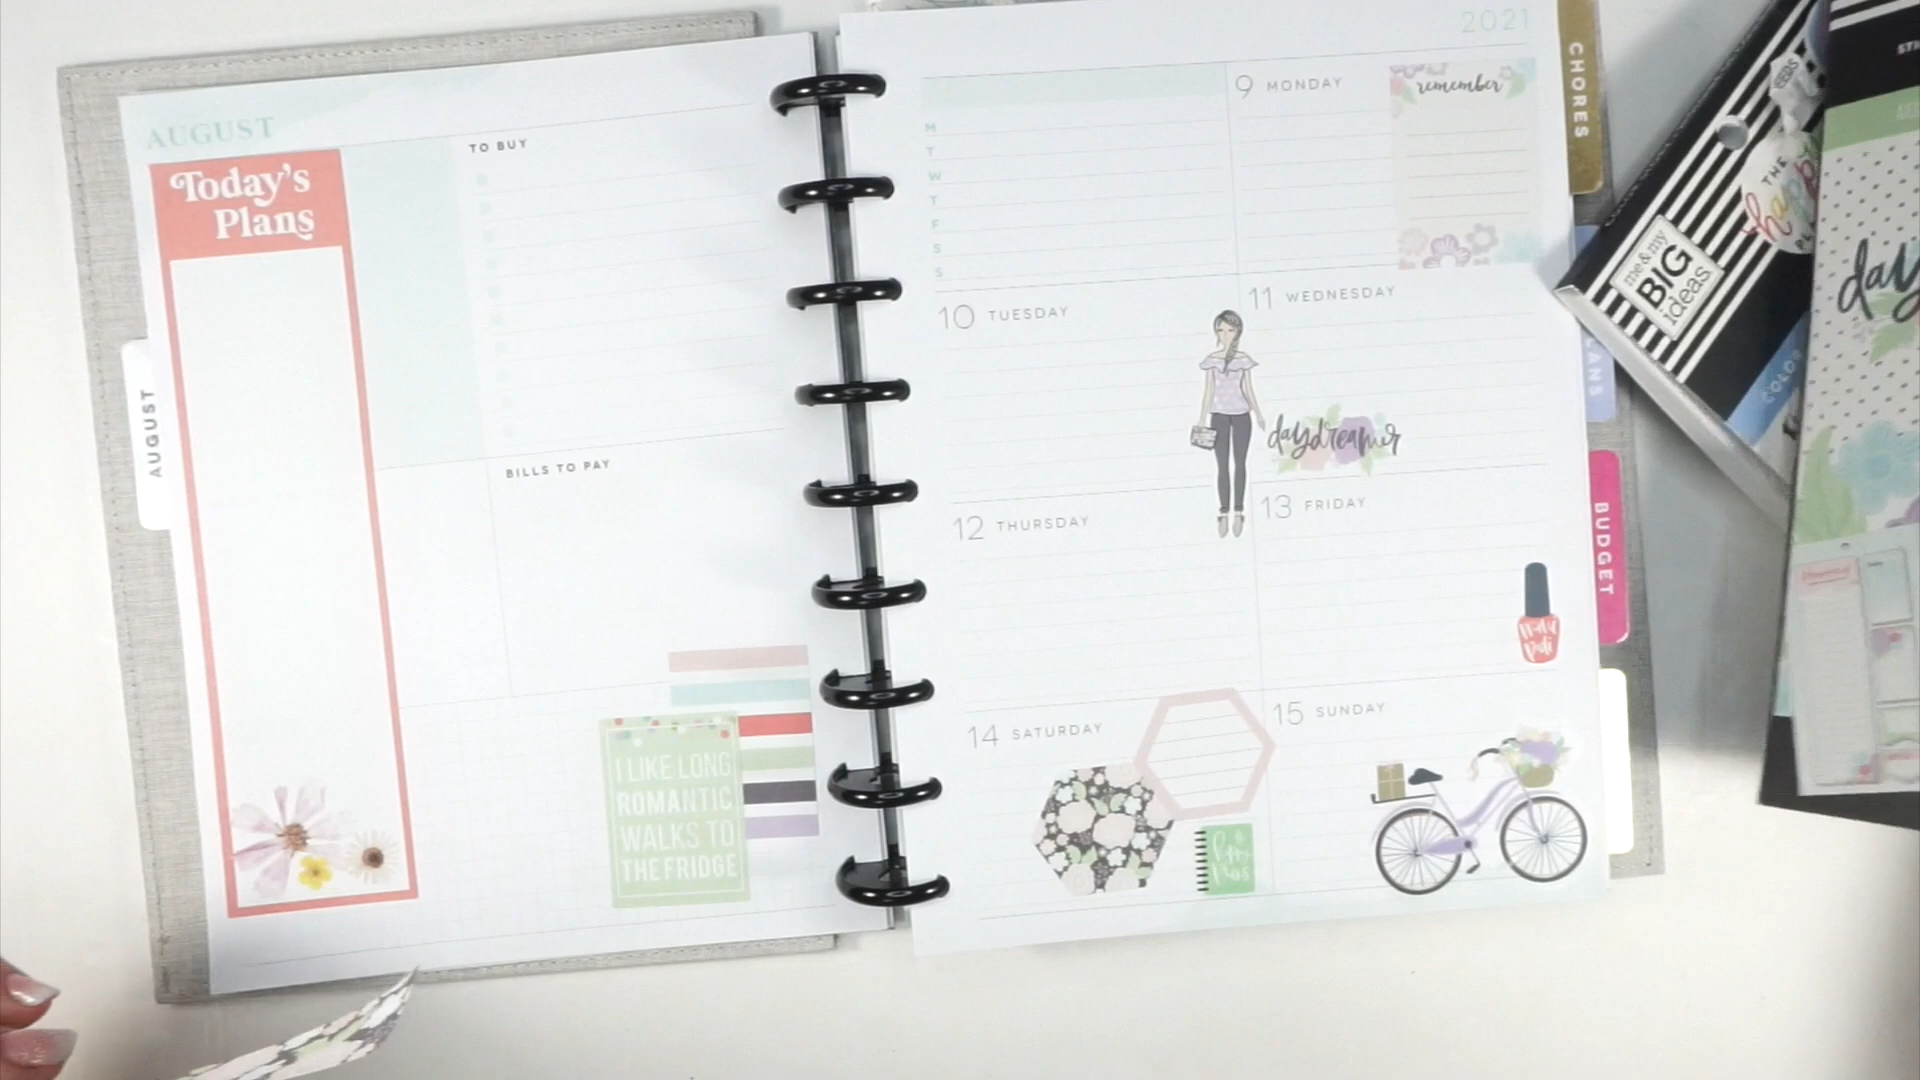 AUGUST
Today's
Plans
TO BUY
BILLS TO PAY
AUGUST
I LIKE LONG
ROMANTIC
WALKS TO
THE FRIDGE
2021
M
T
W
T
F
S
S
9 MONDAY
remember
10 TUESDAY
11 WEDNESDAY
daydreamer
12 THURSDAY
13 FRIDAY
14 SATURDAY
15 SUNDAY
CHORES
BUDGET
me & my
BIG
ideas
THE